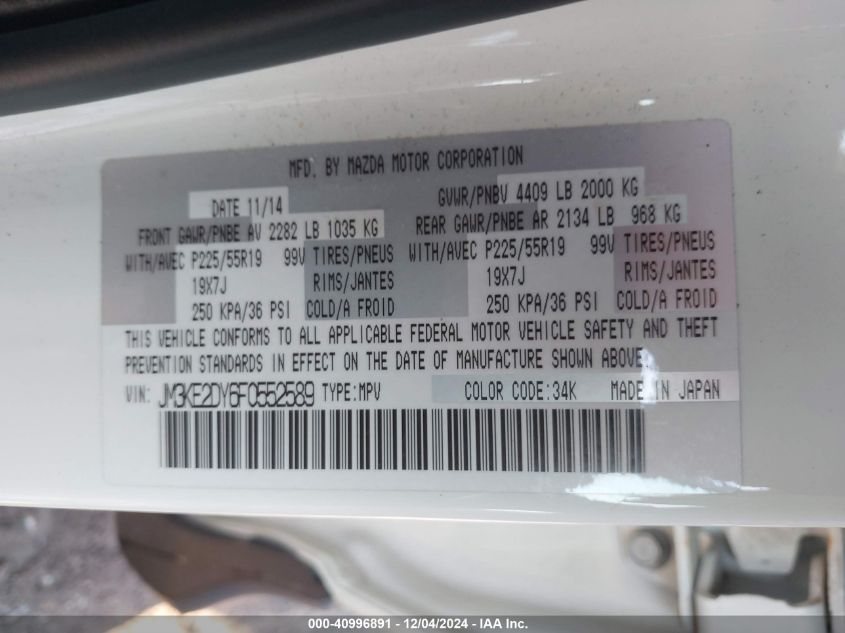 MFD. BY MAZDA MOTOR CORPORATION
DATE 11/14 GVWR/PNBV 4409 LB 2000 KG
FRONT GAWR/PNBE AV 2282 LB 1035 KG REAR GAWR/PNBE AR 2134 LB 968 KG
WITH/AVEC P225/55R19 99V TIRES/PNEUS WITH/AVEC P225/55R19 99V TIRES/PNEUS
19X7J RIMS/JANTES 19X7J RIMS/JANTES
250 KPA/36 PSI COLD/A FROID 250 KPA/36 PSI COLD/A FROID
THIS VEHICLE CONFORMS TO ALL APPLICABLE FEDERAL MOTOR VEHICLE SAFETY AND THEFT
PREVENTION STANDARDS IN EFFECT ON THE DATE OF MANUFACTURE SHOWN ABOVE.
VIN: JM3KE2DY6F0552589 TYPE:MPV COLOR CODE:34K MADE IN JAPAN
000-40996891 - 12/04/2024 - IAA Inc.